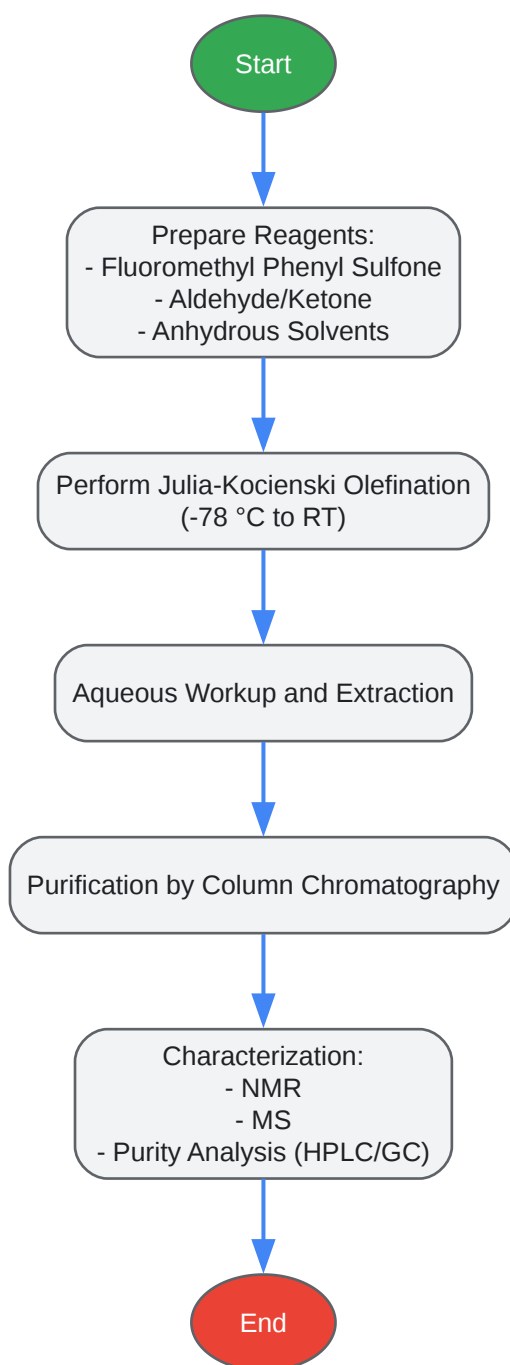 Start
Prepare Reagents:
- Fluoromethyl Phenyl Sulfone
- Aldehyde/Ketone
- Anhydrous Solvents
Perform Julia-Kocienski Olefination
(-78 °C to RT)
Aqueous Workup and Extraction
Purification by Column Chromatography
Characterization:
- NMR
- MS
- Purity Analysis (HPLC/GC)
End